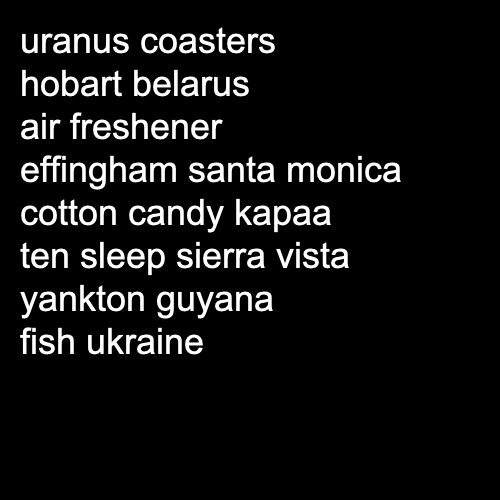 uranus coasters
hobart belarus
air freshener
effingham santa monica
cotton candy kapaa
ten sleep sierra vista
yankton guyana
fish ukraine